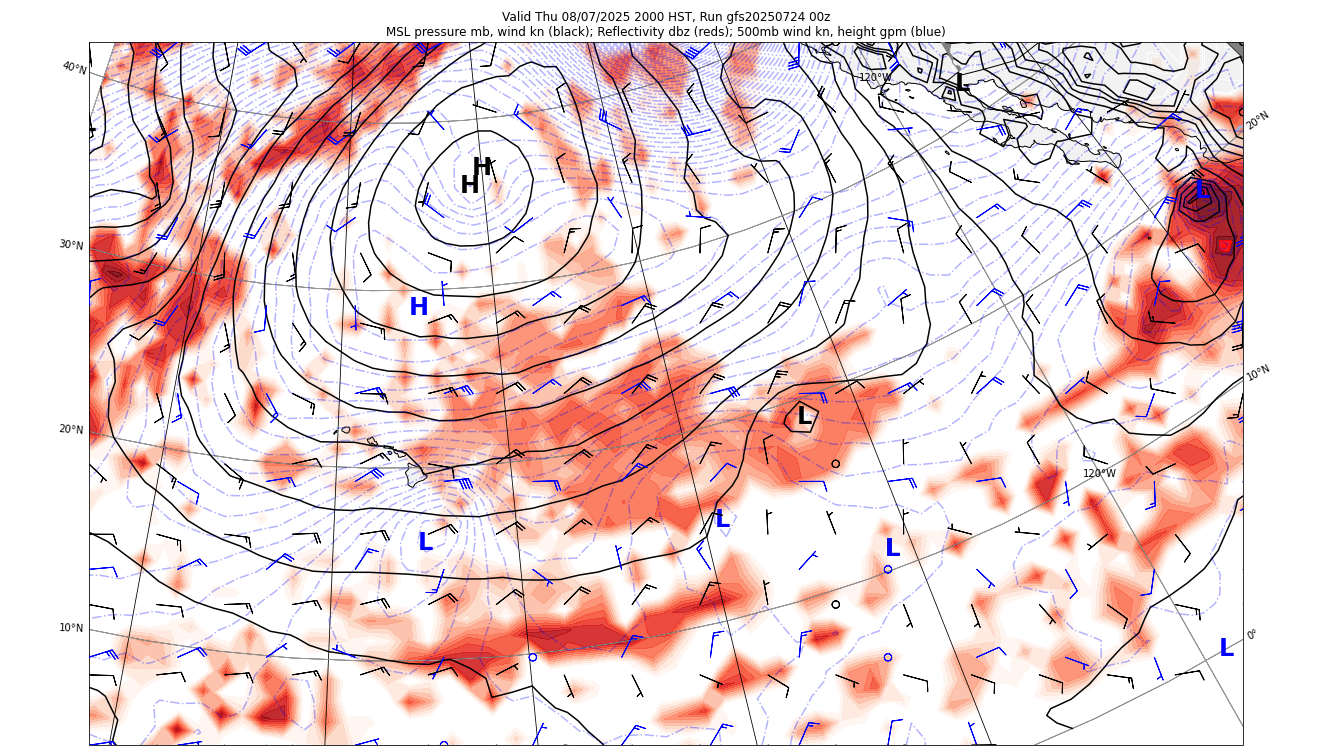 Valid Thu 08/07/2025 2000 HST, Run gfs20250724 00z
MSL pressure mb, wind kn (black); Reflectivity dbz (reds); 500mb wind kn, height gpm (blue)
40°N
120°W
L
20°N
H
H
L
30°N
H
10°N
L
20°N
120°W
L
L
L
10°N
0°
L